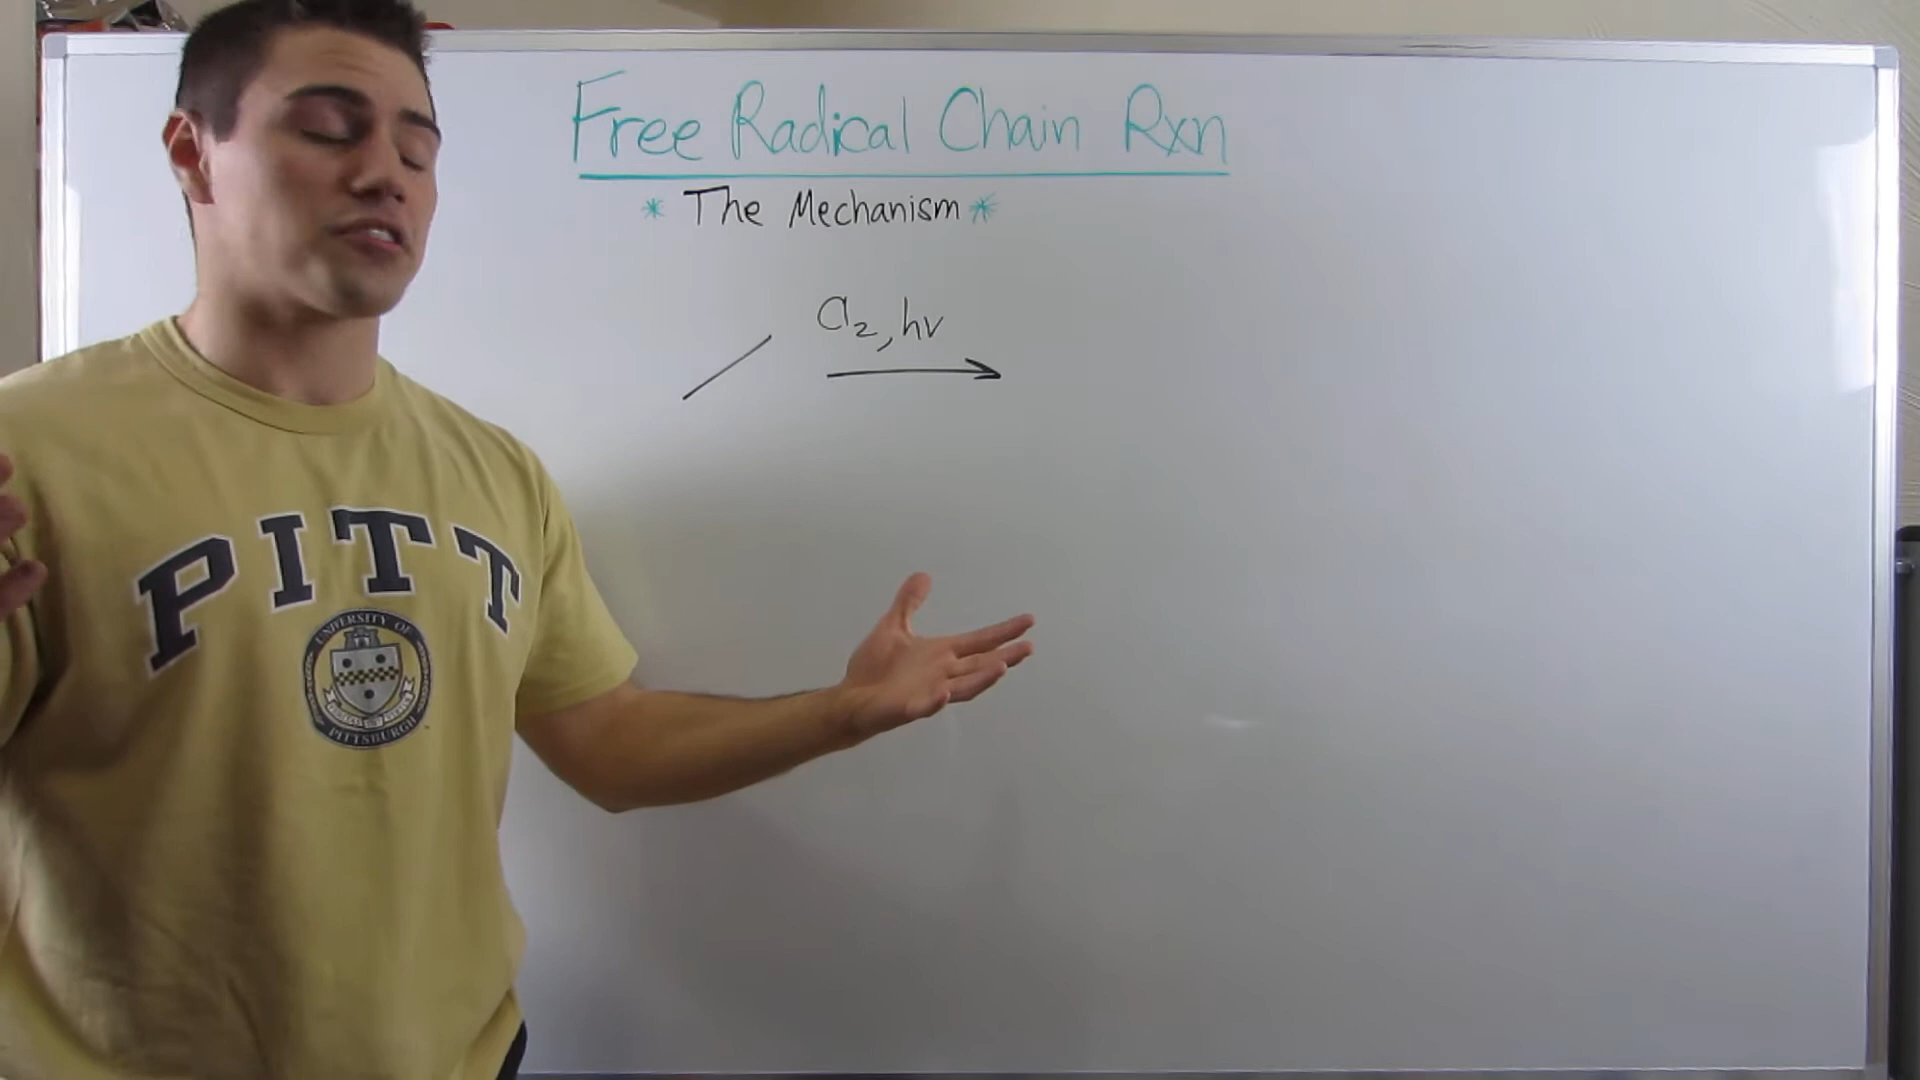 Free Radical Chain Rxn
* The Mechanism *
Cl2, hv
PITT
UNIVERSITY OF
PITTSBURGH